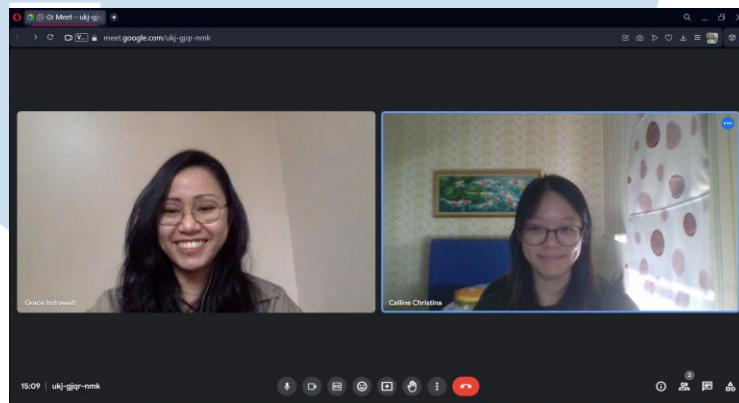 Meet – ukj-gjq
meet.google.com/ukj-gjqr-nmk
Grace Indrawati
Celline Christina
2
15:09 | ukj-gjqr-nmk